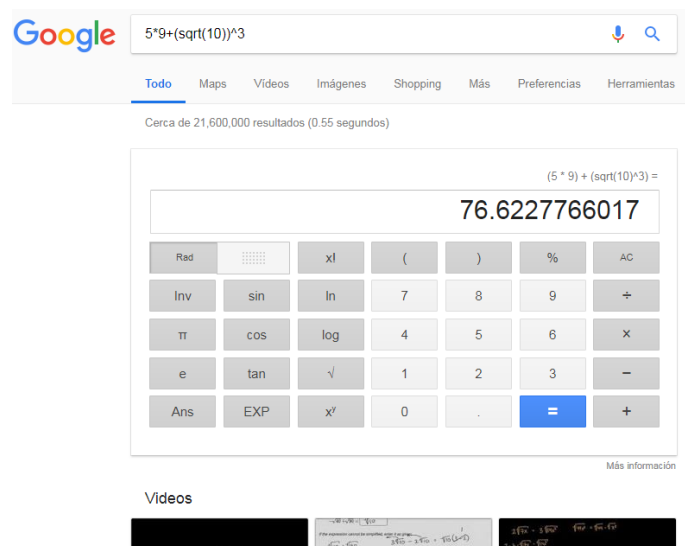 Google
5*9+(sqrt(10))^3
Todo Maps Vídeos Imágenes Shopping Más Preferencias Herramientas
Cerca de 21,600,000 resultados (0.55 segundos)
(5 * 9) + (sqrt(10)^3) =
76.6227766017
Rad x! ( ) % AC
Inv sin ln 7 8 9 ÷
π cos log 4 5 6 ×
e tan √ 1 2 3 −
Ans EXP xʸ 0 . = +
Más información
Videos